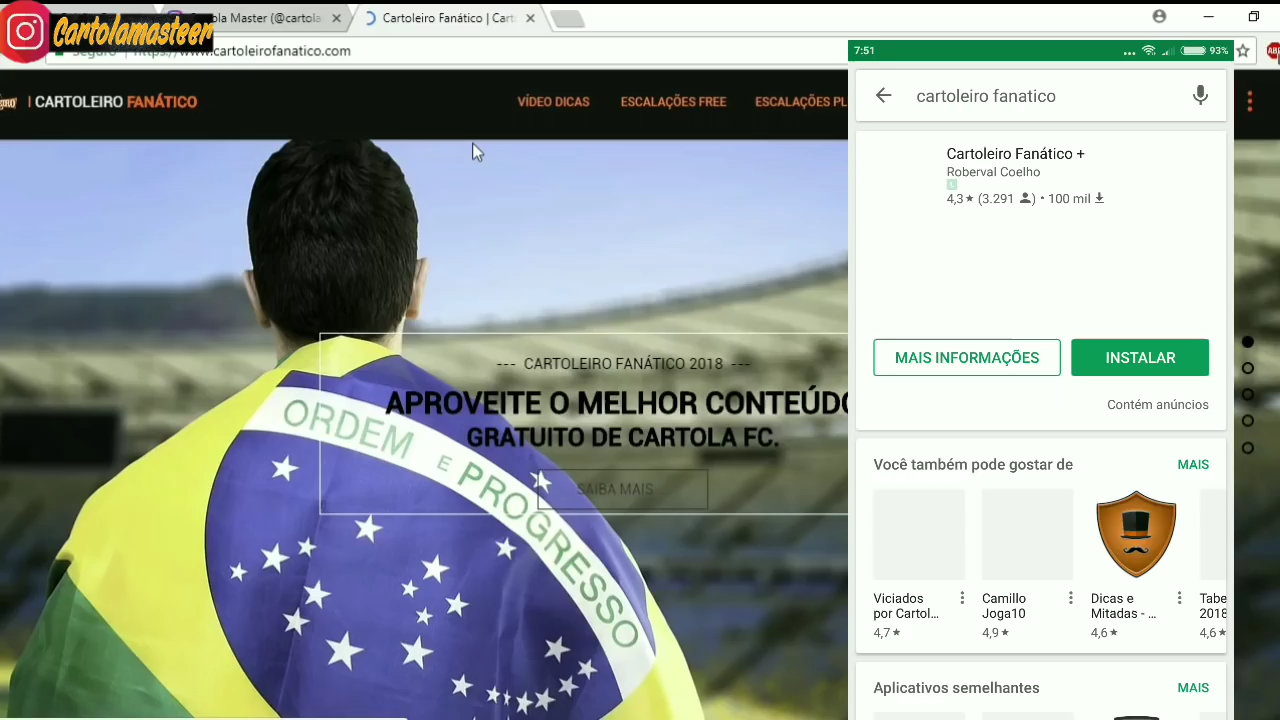 Cartolamasteer
tola Master (@cartola
Cartoleiro Fanático | Cart
Seguro
https://www.cartoleirofanatico.com
7:51
93%
| CARTOLEIRO FANÁTICO
VÍDEO DICAS
ESCALAÇÕES FREE
ESCALAÇÕES PL
cartoleiro fanatico
Cartoleiro Fanático +
Roberval Coelho
L
4,3★ (3.291) • 100 mil
MAIS INFORMAÇÕES
INSTALAR
Contém anúncios
--- CARTOLEIRO FANÁTICO 2018 ---
APROVEITE O MELHOR CONTEÚDO
GRATUITO DE CARTOLA FC.
SAIBA MAIS
ORDEM E PROGRESSO
Você também pode gostar de
MAIS
Viciados
por Cartol...
4,7★
Camillo
Joga10
4,9★
Dicas e
Mitadas - ...
4,6★
Tabe
2018
4,6★
Aplicativos semelhantes
MAIS